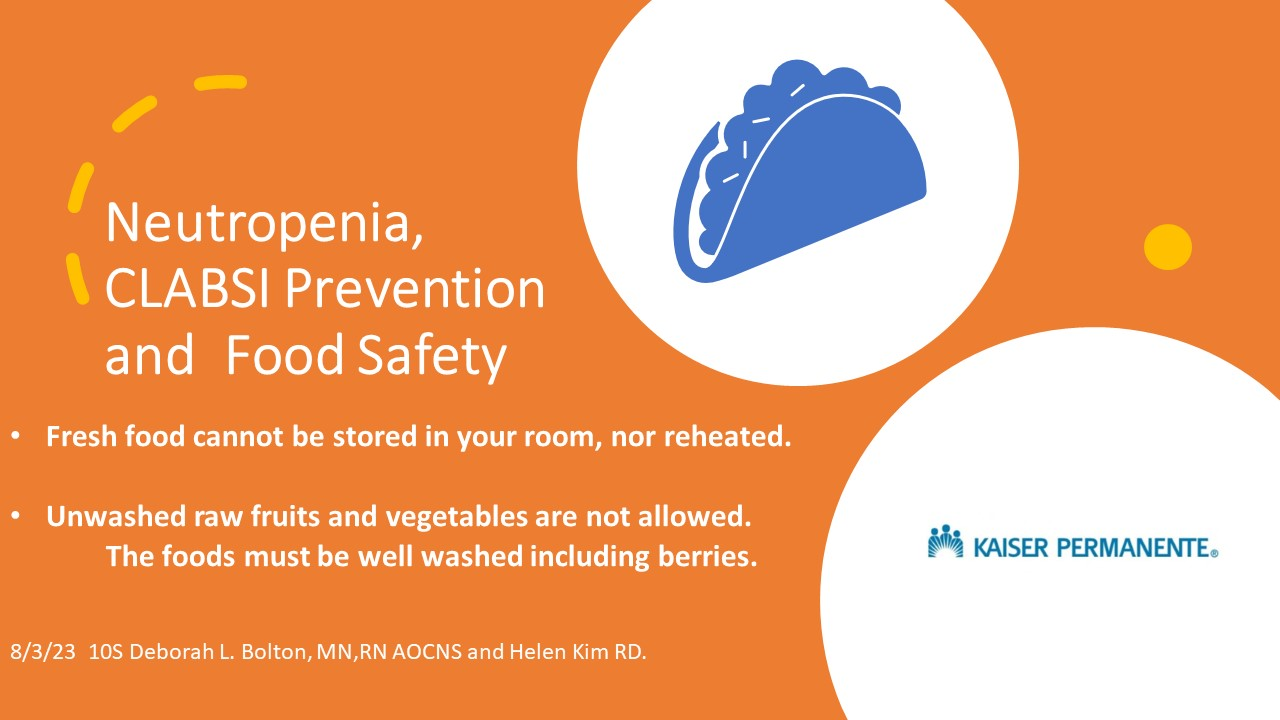 Neutropenia,
CLABSI Prevention
and  Food Safety
• Fresh food cannot be stored in your room, nor reheated.
• Unwashed raw fruits and vegetables are not allowed.
The foods must be well washed including berries.
KAISER PERMANENTE®
8/3/23  10S Deborah L. Bolton, MN,RN AOCNS and Helen Kim RD.